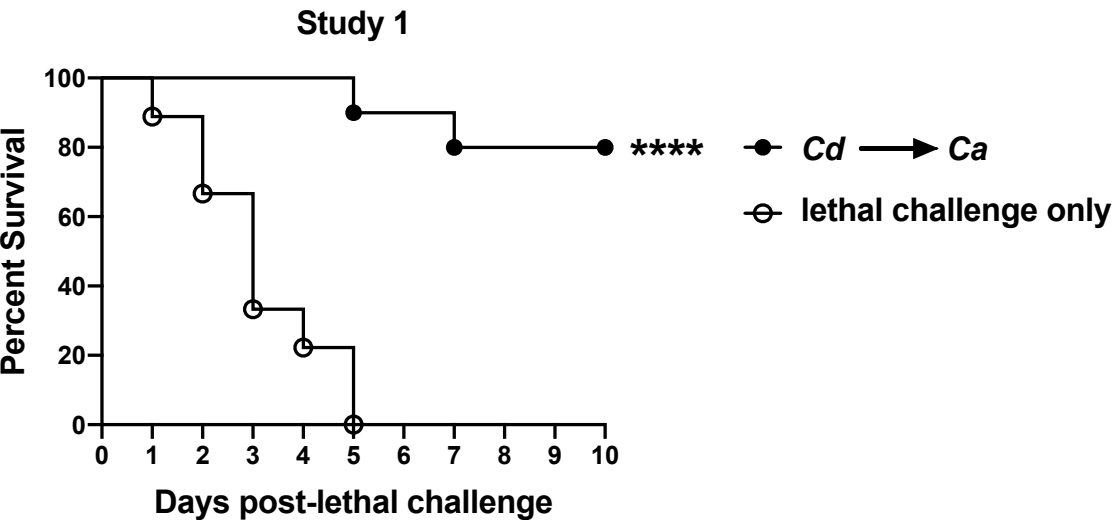 Study 1
Percent Survival
100
80
60
40
20
0
0 1 2 3 4 5 6 7 8 9 10
Days post-lethal challenge
****
Cd Ca
lethal challenge only